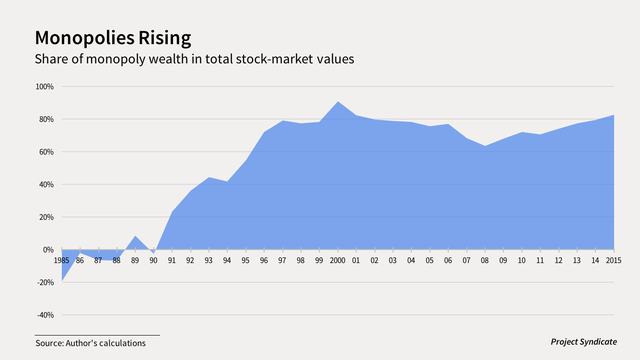 Monopolies Rising
Share of monopoly wealth in total stock-market values
100%
80%
60%
40%
20%
0%
1985 86 87 88 89 90 91 92 93 94 95 96 97 98 99 2000 01 02 03 04 05 06 07 08 09 10 11 12 13 14 2015
-20%
-40%
Source: Author's calculations
Project Syndicate